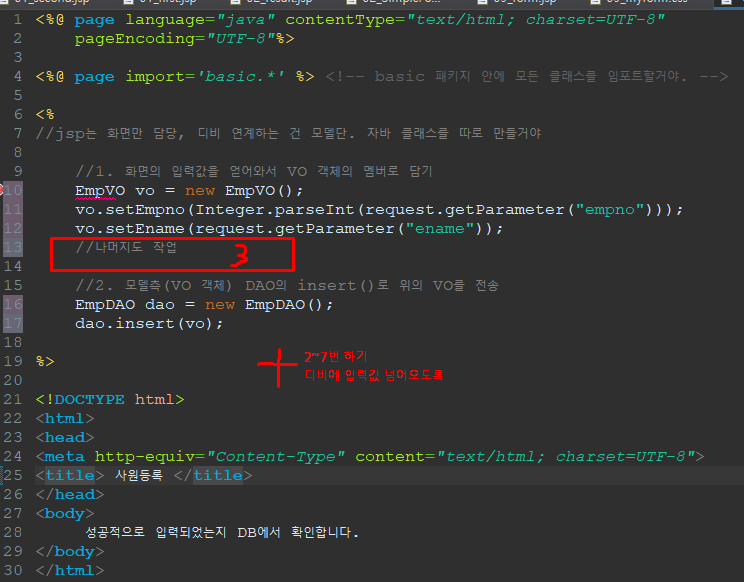 1 <%@ page language="java" contentType="text/html; charset=UTF-8"
2 pageEncoding="UTF-8"%>
3
4 <%@ page import='basic.*' %> <!-- basic 패키지 안에 모든 클래스를 임포트할거야. -->
5
6 <%
7 //jsp는 화면만 담당, 디비 연계하는 건 모델단. 자바 클래스를 따로 만들거야
8
9 //1. 화면의 입력값을 얻어와서 VO 객체의 멤버로 담기
10 EmpVO vo = new EmpVO();
11 vo.setEmpno(Integer.parseInt(request.getParameter("empno")));
12 vo.setEname(request.getParameter("ename"));
13 //나머지도 작업 3
14
15 //2. 모델측(VO 객체) DAO의 insert()로 위의 VO를 전송
16 EmpDAO dao = new EmpDAO();
17 dao.insert(vo);
18
19 %> 2~7번 하기
20 디비에 입력값 넘어오도록
21 <!DOCTYPE html>
22 <html>
23 <head>
24 <meta http-equiv="Content-Type" content="text/html; charset=UTF-8">
25 <title> 사원등록 </title>
26 </head>
27 <body>
28 성공적으로 입력되었는지 DB에서 확인합니다.
29 </body>
30 </html>